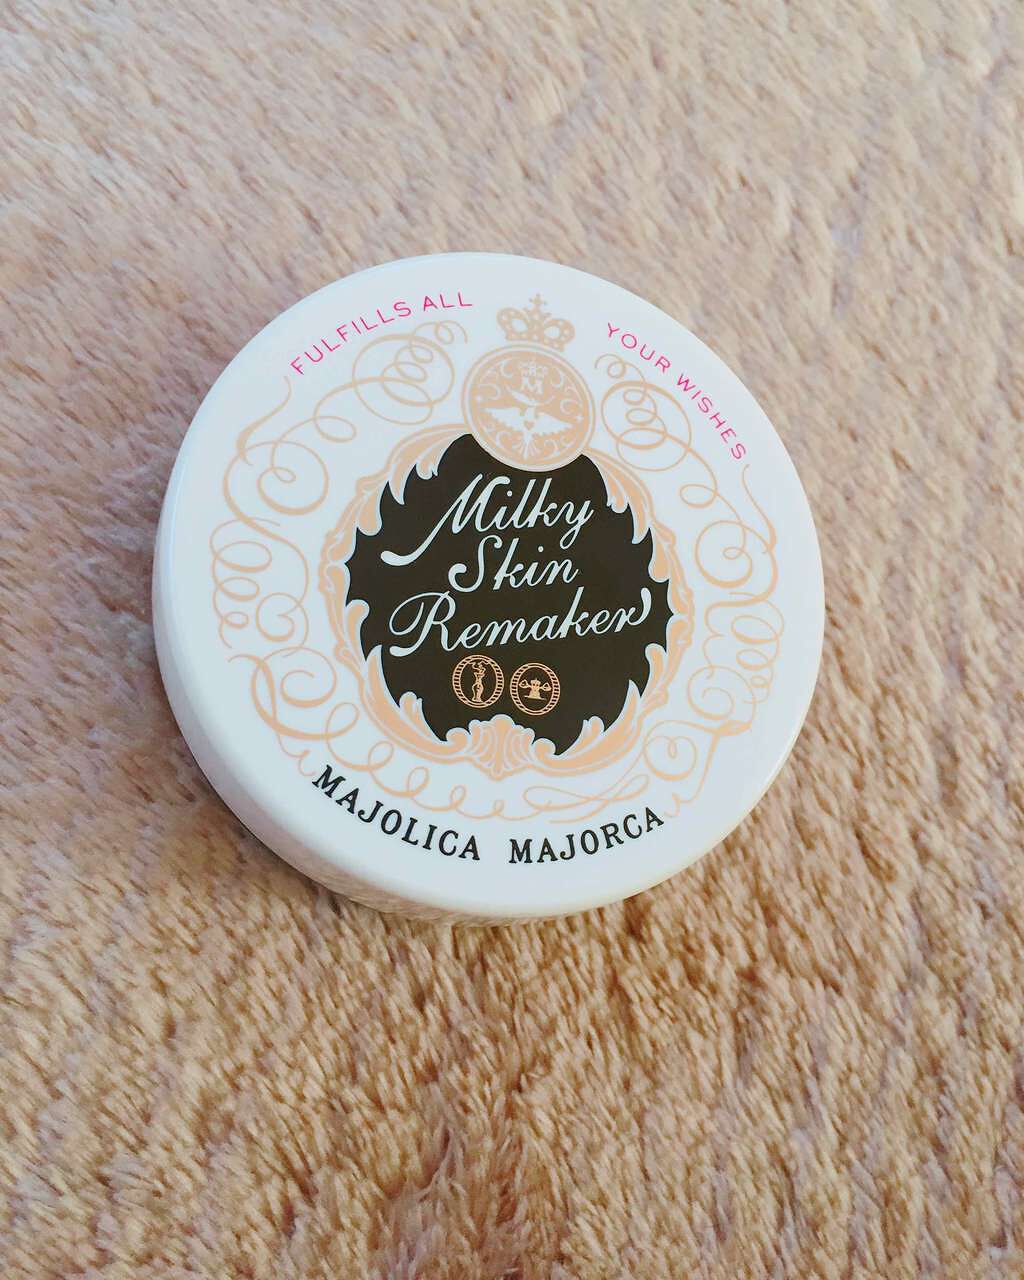 FULFILLS ALL YOUR WISHES
M
Milky
Skin
Remaker
MAJOLICA MAJORCA